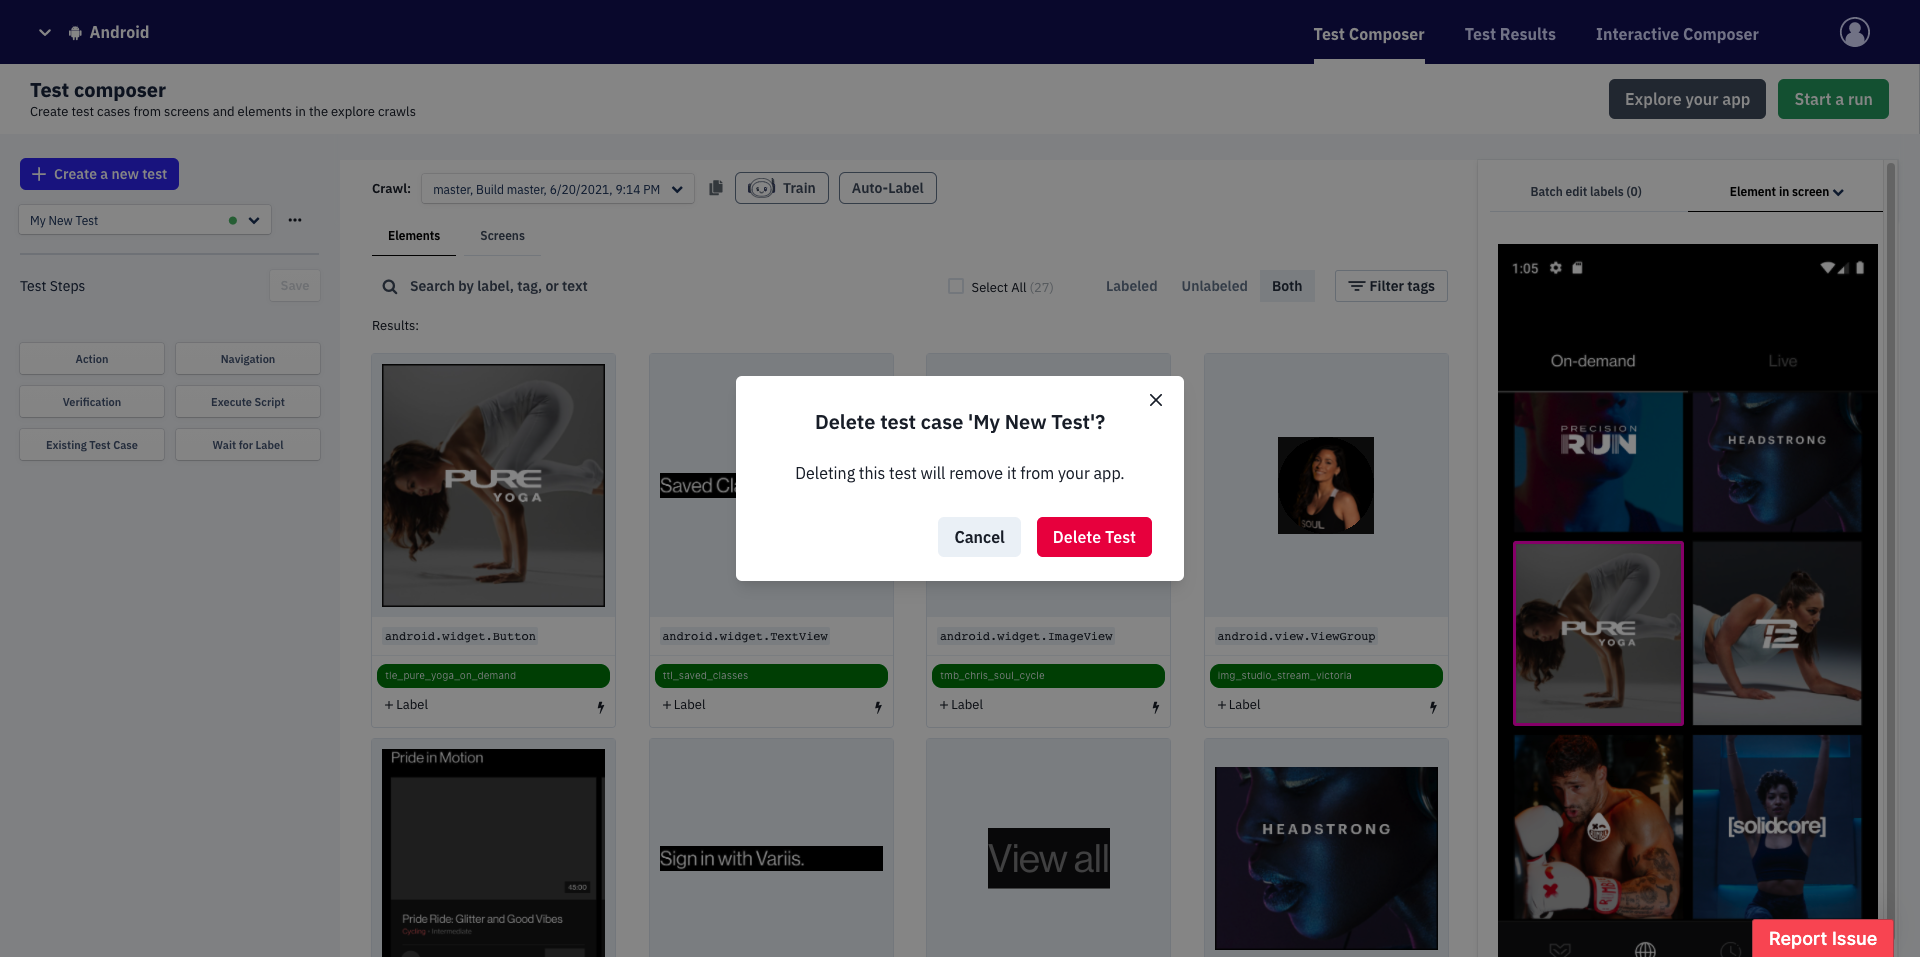 Android
Test Composer
Test Results
Interactive Composer
Test composer
Create test cases from screens and elements in the explore crawls
Explore your app
Start a run
Create a new test
My New Test
Test Steps
Save
Action
Navigation
Verification
Execute Script
Existing Test Case
Wait for Label
Crawl:
master, Build master, 6/20/2021, 9:14 PM
Train
Auto-Label
Elements
Screens
Search by label, tag, or text
Select All (27)
Labeled
Unlabeled
Both
Filter tags
Results:
PURE
YOGA
Saved Cla
SOUL
android.widget.Button
android.widget.TextView
android.widget.ImageView
android.view.ViewGroup
tle_pure_yoga_on_demand
ttl_saved_classes
tmb_chris_soul_cycle
img_studio_stream_victoria
+ Label
+ Label
+ Label
+ Label
Pride in Motion
45:00
Pride Ride: Glitter and Good Vibes
Cycling - Intermediate
Sign in with Variis.
View all
HEADSTRONG
Delete test case 'My New Test'?
Deleting this test will remove it from your app.
Cancel
Delete Test
Batch edit labels (0)
Element in screen
1:05
On-demand
Live
PRECISION
RUN
HEADSTRONG
PURE
YOGA
[solidcore]
Report Issue